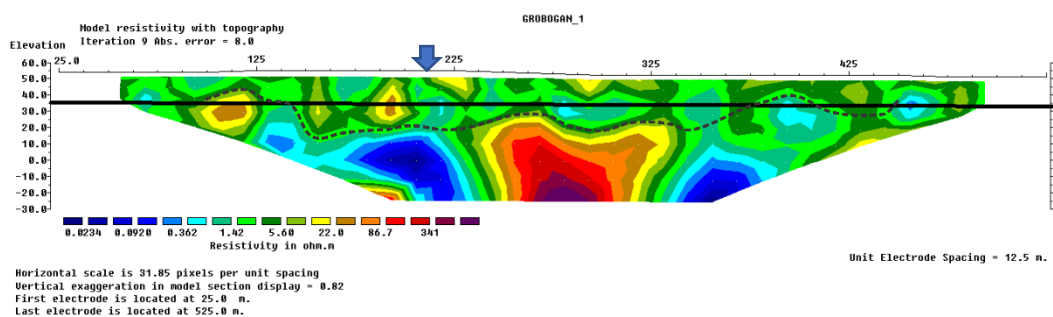 GROBOGAN_1
Model resistivity with topography
Iteration 9 Abs. error = 8.0
Elevation
25.0 125 225 325 425
60.0
50.0
40.0
30.0
20.0
10.0
0.0
-10.0
-20.0
-30.0
0.0234 0.0920 0.362 1.42 5.60 22.0 86.7 341
Resistivity in ohm.m
Unit Electrode Spacing = 12.5 m.
Horizontal scale is 31.85 pixels per unit spacing
Vertical exaggeration in model section display = 0.82
First electrode is located at 25.0 m.
Last electrode is located at 525.0 m.